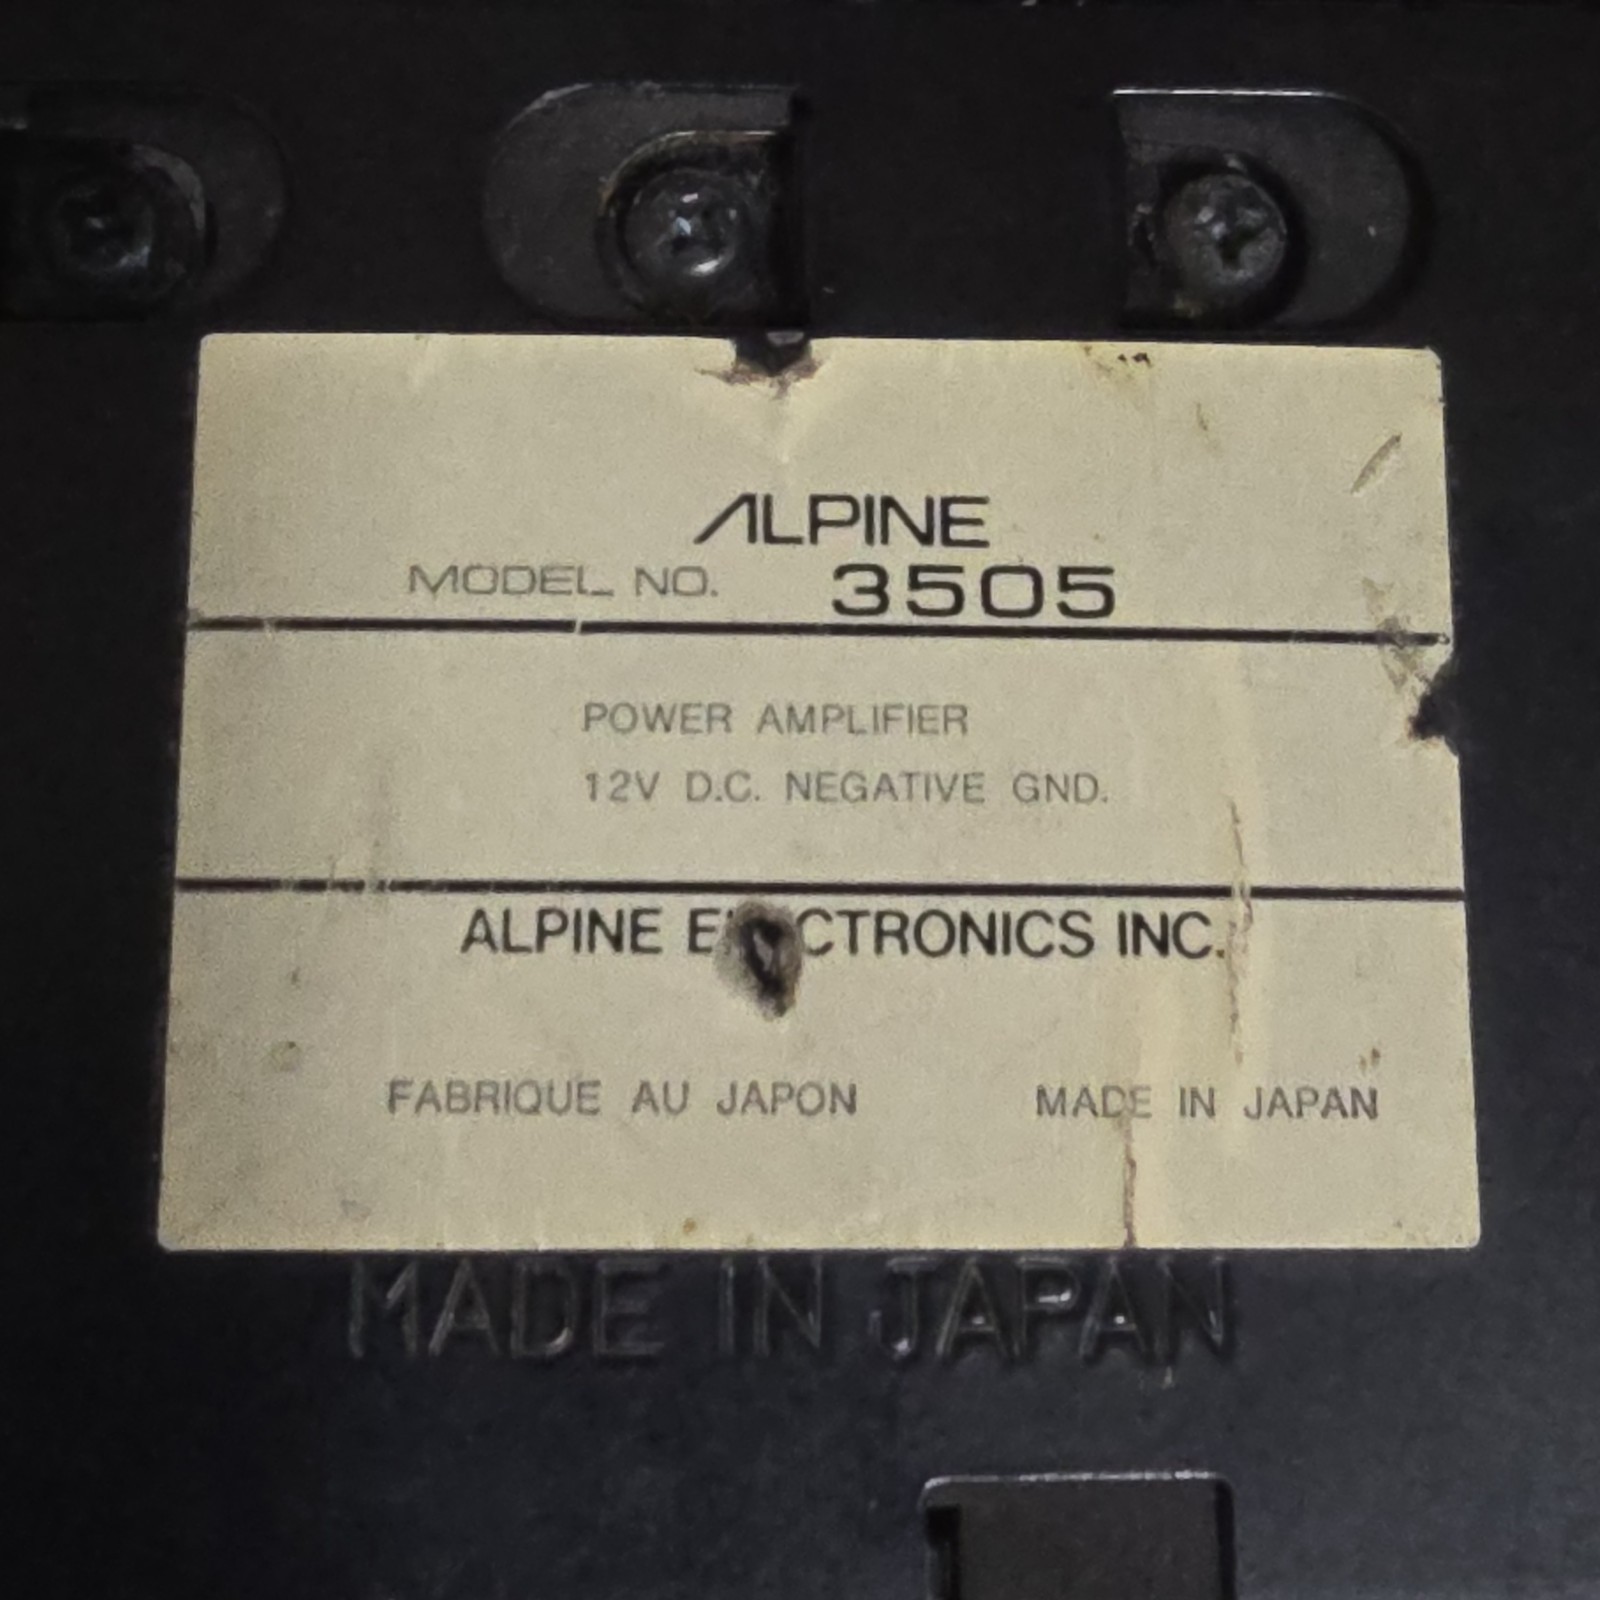 ALPINE
MODEL NO. 3505
POWER AMPLIFIER
12V D.C. NEGATIVE GND.
ALPINE INC.
FABRIQUE AU JAPON MADE IN JAPAN
MADE IN JAPAN